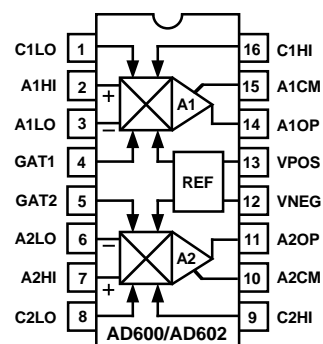 C1LO 1 16 C1HI
A1HI 2 + A1 15 A1CM
A1LO 3 – 14 A1OP
GAT1 4 REF 13 VPOS
GAT2 5 12 VNEG
A2LO 6 – A2 11 A2OP
A2HI 7 + 10 A2CM
C2LO 8 9 C2HI
AD600/AD602